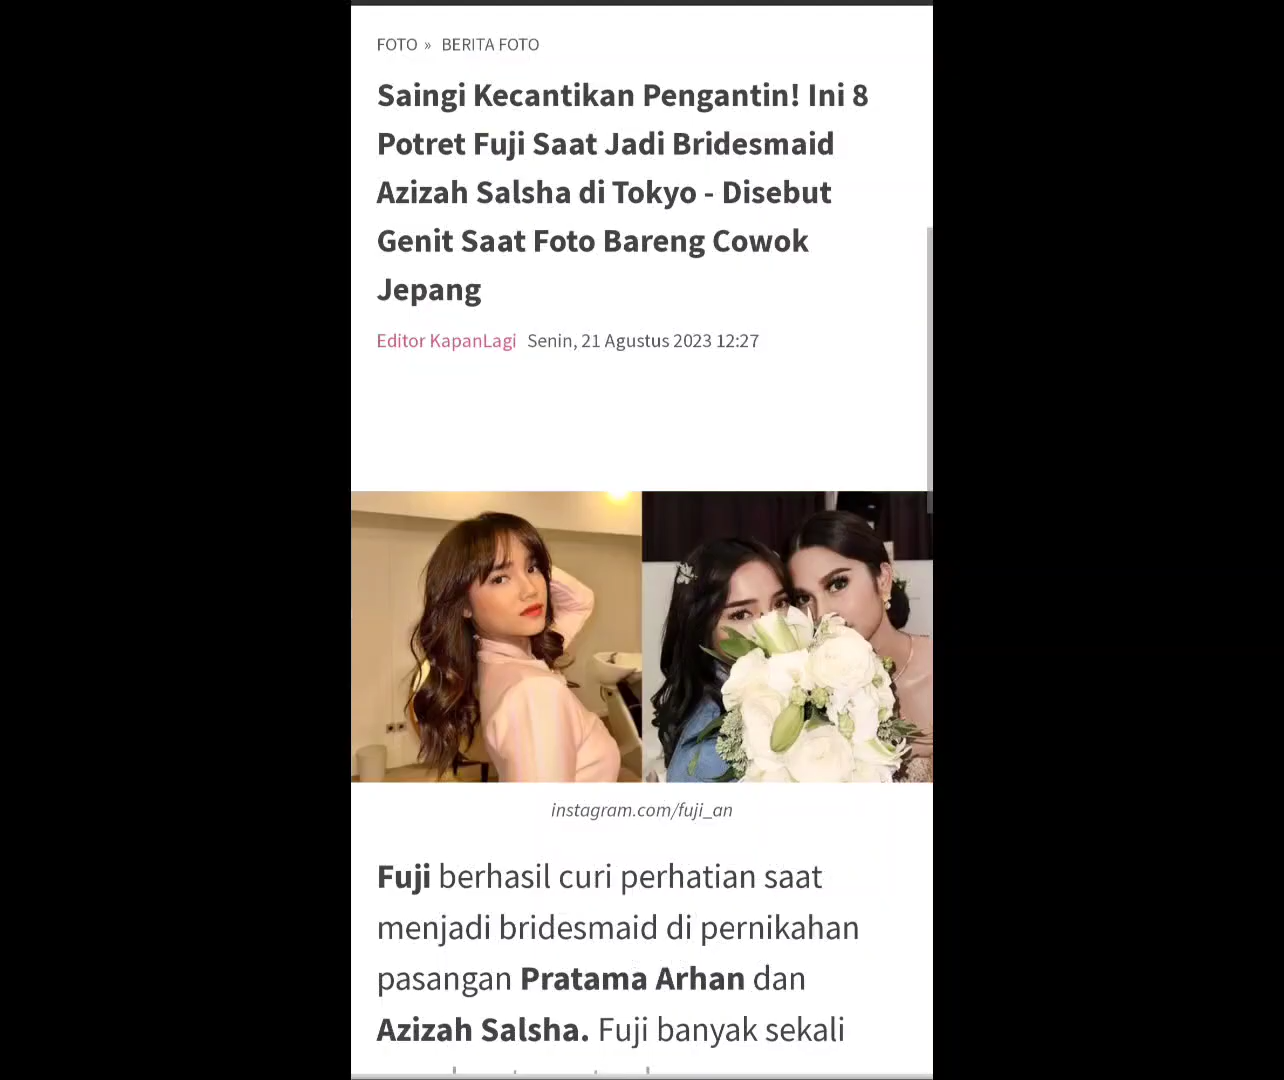 FOTO » BERITA FOTO
Saingi Kecantikan Pengantin! Ini 8
Potret Fuji Saat Jadi Bridesmaid
Azizah Salsha di Tokyo - Disebut
Genit Saat Foto Bareng Cowok
Jepang
Editor KapanLagi Senin, 21 Agustus 2023 12:27
instagram.com/fuji_an
Fuji berhasil curi perhatian saat
menjadi bridesmaid di pernikahan
pasangan Pratama Arhan dan
Azizah Salsha. Fuji banyak sekali